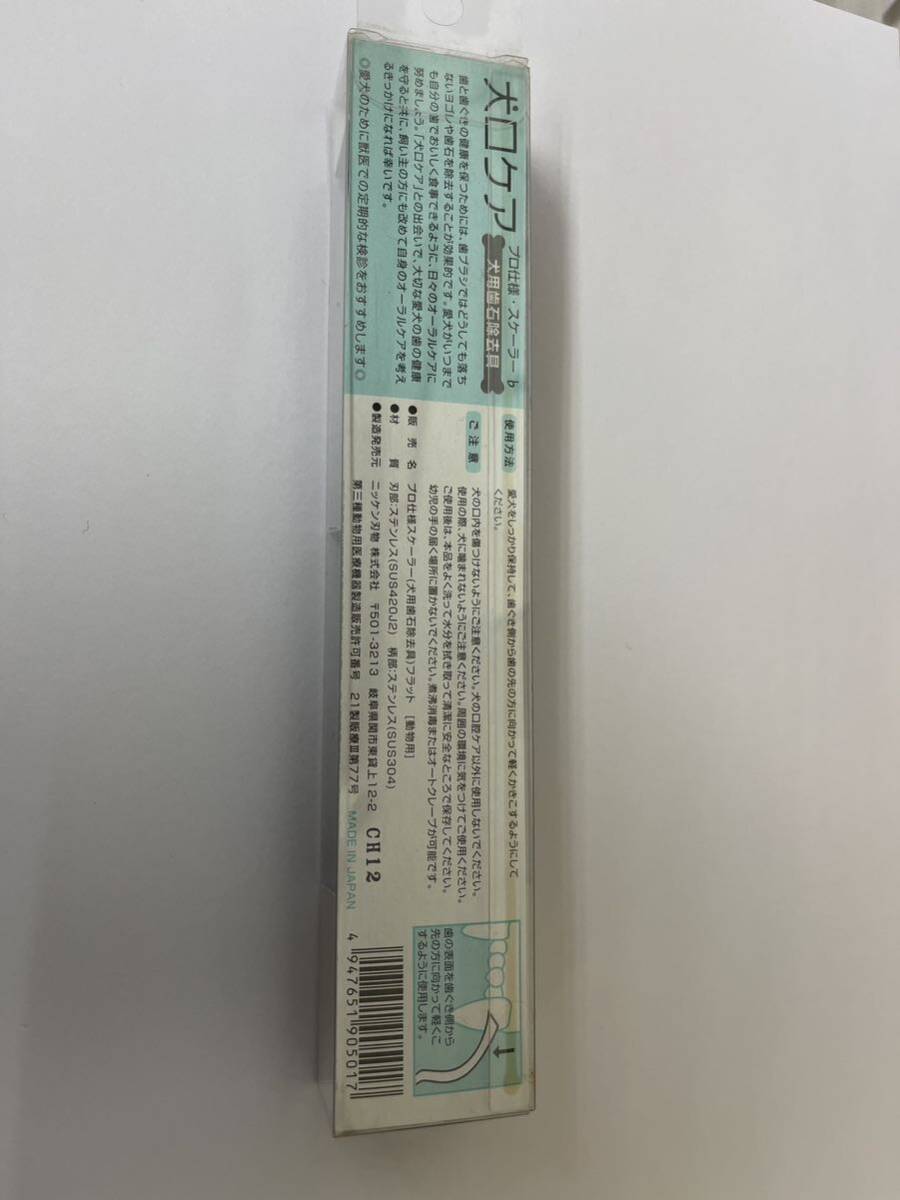 犬口ケア
プロ仕様・スケーラー b
犬用歯石除去具
歯と歯ぐきの健康を保つためには、歯ブラシではどうしても落ち
ないヨゴレや歯石を除去することが効果的です。愛犬がいつまで
も自分の歯でおいしく食事できるように、日々のオーラルケアに
努めましょう。「犬口ケア」との出会いで、大切な愛犬の歯の健康
を守ると共に、飼い主の方にも改めて自身のオーラルケアを考え
るきっかけになれば幸いです。
◎愛犬のために獣医での定期的な検診をおすすめします◎
使用方法
愛犬をしっかり保持して、歯ぐき側から歯の先の方に向かって軽くかきこするようにして
ください。
ご注意
犬の口内を傷つけないようにご注意ください。犬の口腔ケア以外に使用しないでください。
使用の際、犬に噛まれないようにご注意ください。周囲の環境に気をつけてご使用ください。
ご使用後は、本品をよく洗って水分を拭き取って清潔に安全なところで保存してください。
幼児の手の届く場所に置かないでください。煮沸消毒またはオートクレーブが可能です。
●販売名 プロ仕様スケーラー(犬用歯石除去具)フラット [動物用]
●材質 刃部:ステンレス(SUS420J2) 柄部:ステンレス(SUS304)
●製造発売元 ニッケン刃物 株式会社 〒501-3213 岐阜県関市東貸上12-2
第三種動物用医療機器製造販売許可番号 21製販療Ⅲ第77号
CH12
MADE IN JAPAN
歯の表面を歯ぐき側から
先の方に向かって軽くこ
するように使用します。
4 947651 905017